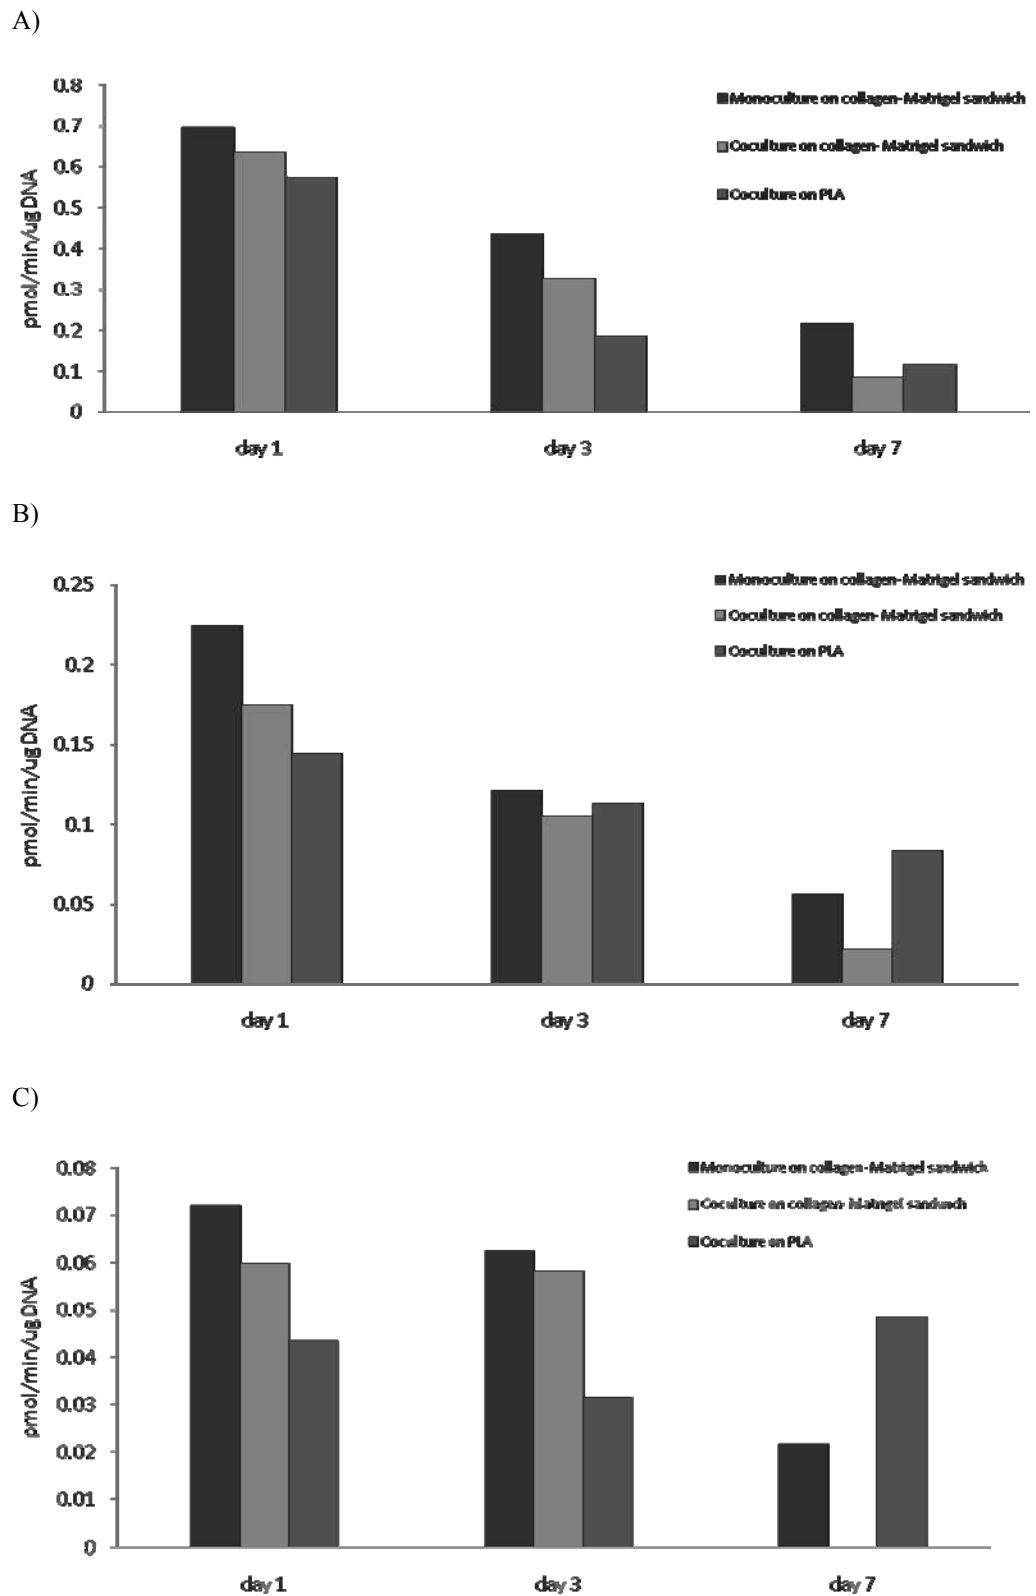 A)
0.8
0.7
0.6
0.5
0.4
0.3
0.2
0.1
0
pmol/min/ugDNA
Monoculture on collagen-Matrigel sandwich
Coculture on collagen- Matrigel sandwich
Coculture on PLA
day 1
day 3
day 7
B)
0.25
0.2
0.15
0.1
0.05
0
pmol/min/ugDNA
Monoculture on collagen-Matrigel sandwich
Coculture on collagen- Matrigel sandwich
Coculture on PLA
day 1
day 3
day 7
C)
0.08
0.07
0.06
0.05
0.04
0.03
0.02
0.01
0
pmol/min/ugDNA
Monoculture on collagen-Matrigel sandwich
Coculture on collagen- Matrigel sandwich
Coculture on PLA
day 1
day 3
day 7